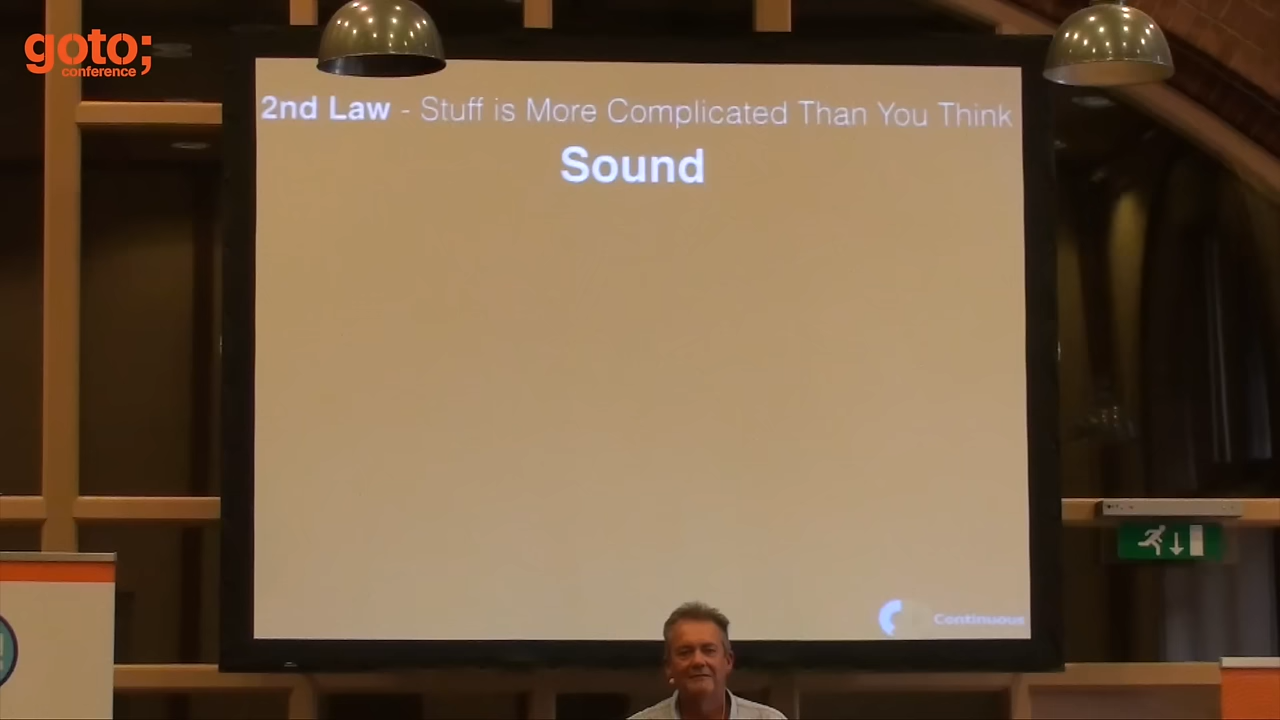 goto;
conference
2nd Law - Stuff is More Complicated Than You Think
Sound
Continuous